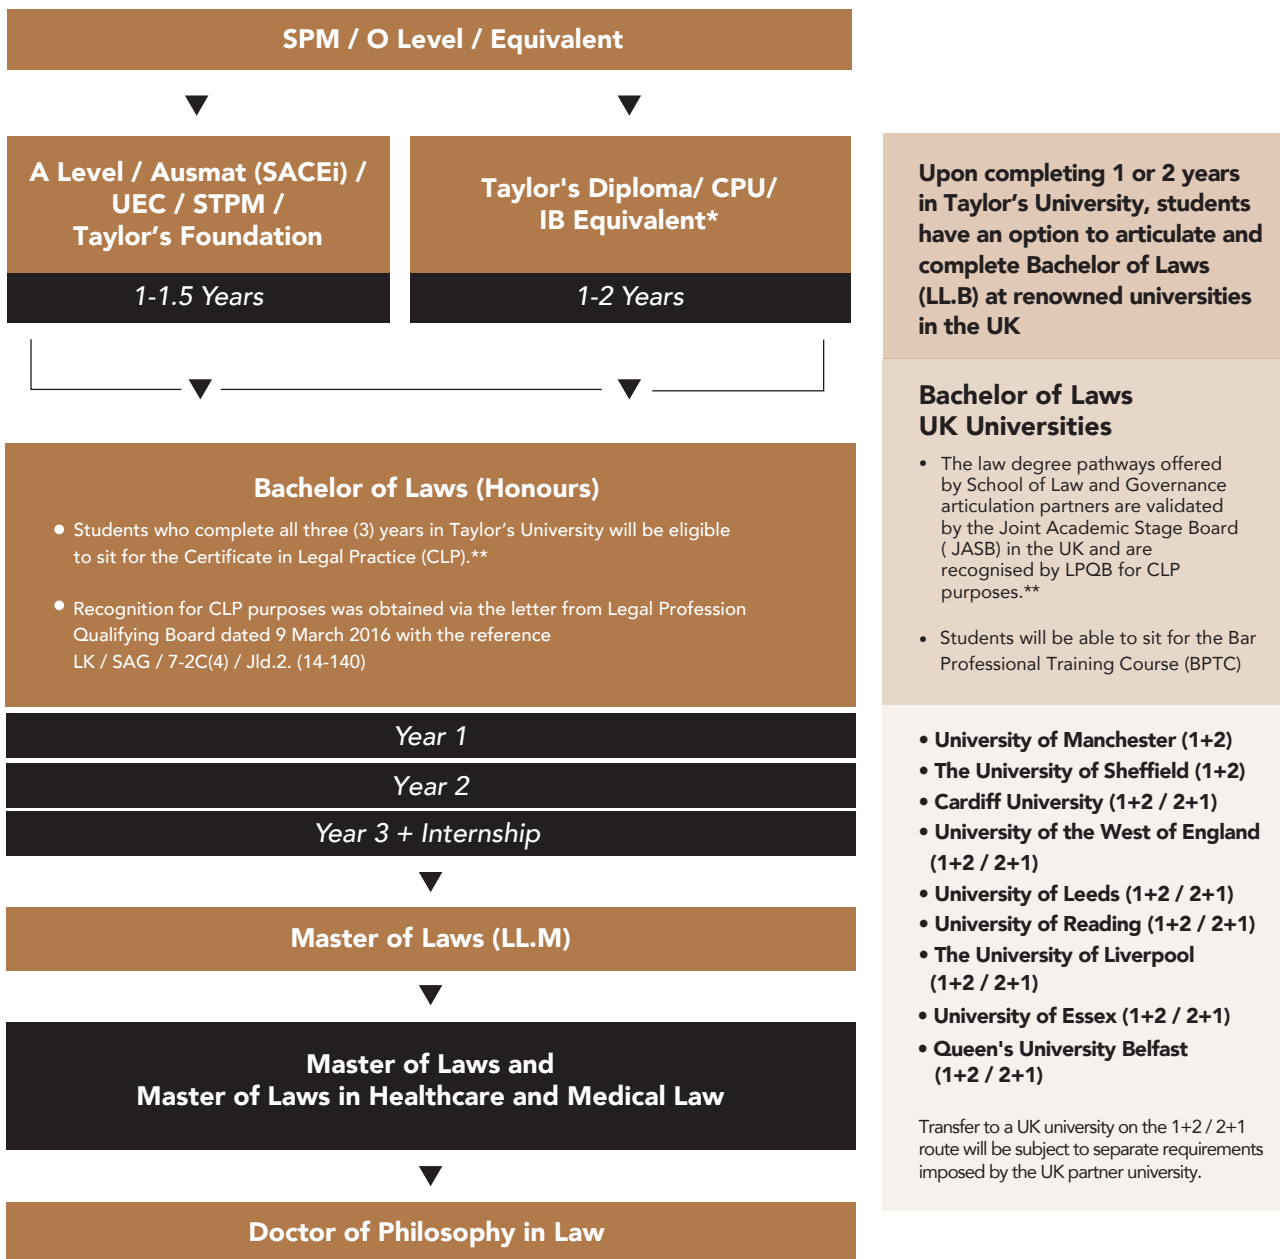 SPM / O Level / Equivalent
A Level / Ausmat (SACEi) /
UEC / STPM /
Taylor’s Foundation
1-1.5 Years
Taylor's Diploma/ CPU/
IB Equivalent*
1-2 Years
Bachelor of Laws (Honours)
• Students who complete all three (3) years in Taylor’s University will be eligible
to sit for the Certificate in Legal Practice (CLP).**
• Recognition for CLP purposes was obtained via the letter from Legal Profession
Qualifying Board dated 9 March 2016 with the reference
LK / SAG / 7-2C(4) / Jld.2. (14-140)
Year 1
Year 2
Year 3 + Internship
Master of Laws (LL.M)
Master of Laws and
Master of Laws in Healthcare and Medical Law
Doctor of Philosophy in Law
Upon completing 1 or 2 years
in Taylor’s University, students
have an option to articulate and
complete Bachelor of Laws
(LL.B) at renowned universities
in the UK
Bachelor of Laws
UK Universities
• The law degree pathways offered
by School of Law and Governance
articulation partners are validated
by the Joint Academic Stage Board
( JASB) in the UK and are
recognised by LPQB for CLP
purposes.**
• Students will be able to sit for the Bar
Professional Training Course (BPTC)
• University of Manchester (1+2)
• The University of Sheffield (1+2)
• Cardiff University (1+2 / 2+1)
• University of the West of England
(1+2 / 2+1)
• University of Leeds (1+2 / 2+1)
• University of Reading (1+2 / 2+1)
• The University of Liverpool
(1+2 / 2+1)
• University of Essex (1+2 / 2+1)
• Queen's University Belfast
(1+2 / 2+1)
Transfer to a UK university on the 1+2 / 2+1
route will be subject to separate requirements
imposed by the UK partner university.